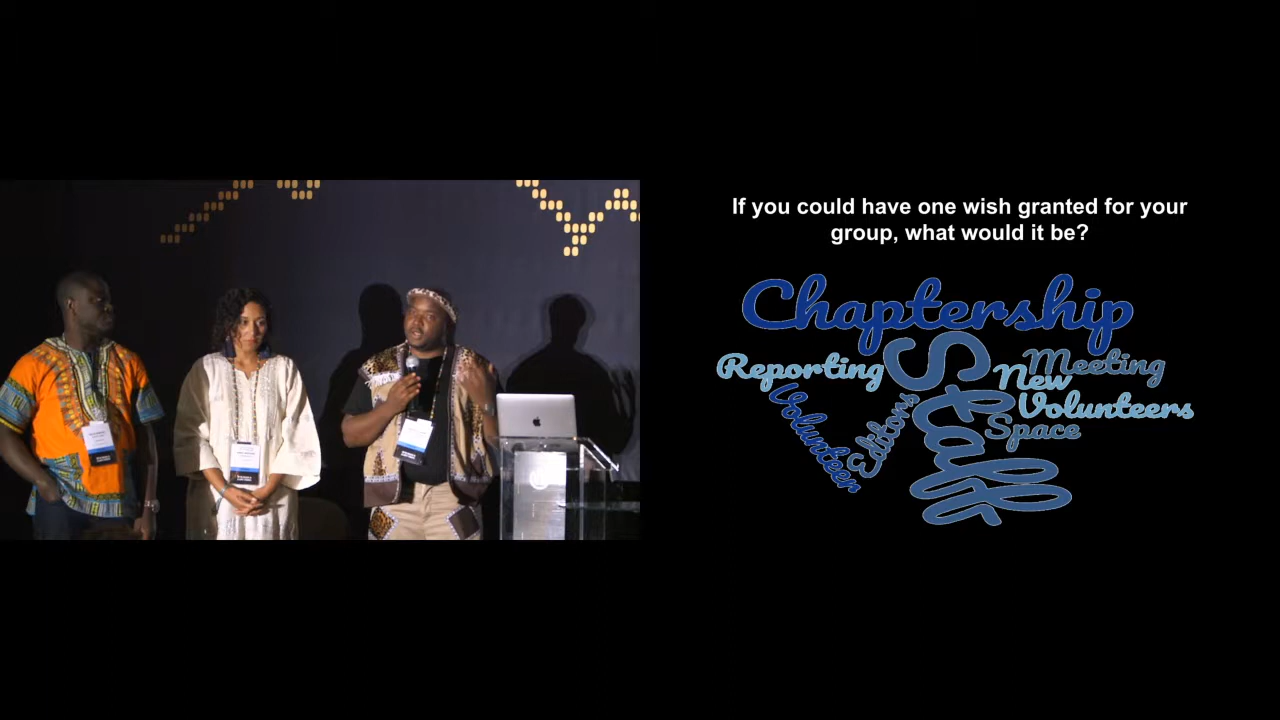 If you could have one wish granted for your
group, what would it be?
Chaptership
Reporting
Staff
Meeting
New
Volunteers
Space
Volunteer
Editors